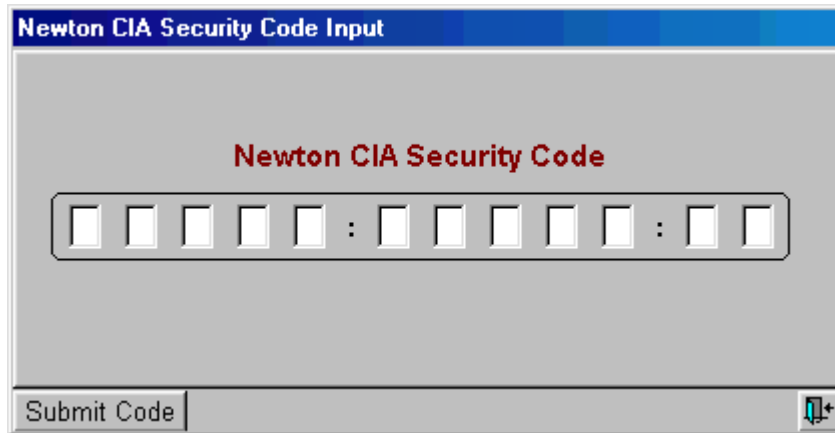 Newton CIA Security Code Input
Newton CIA Security Code
: :
Submit Code